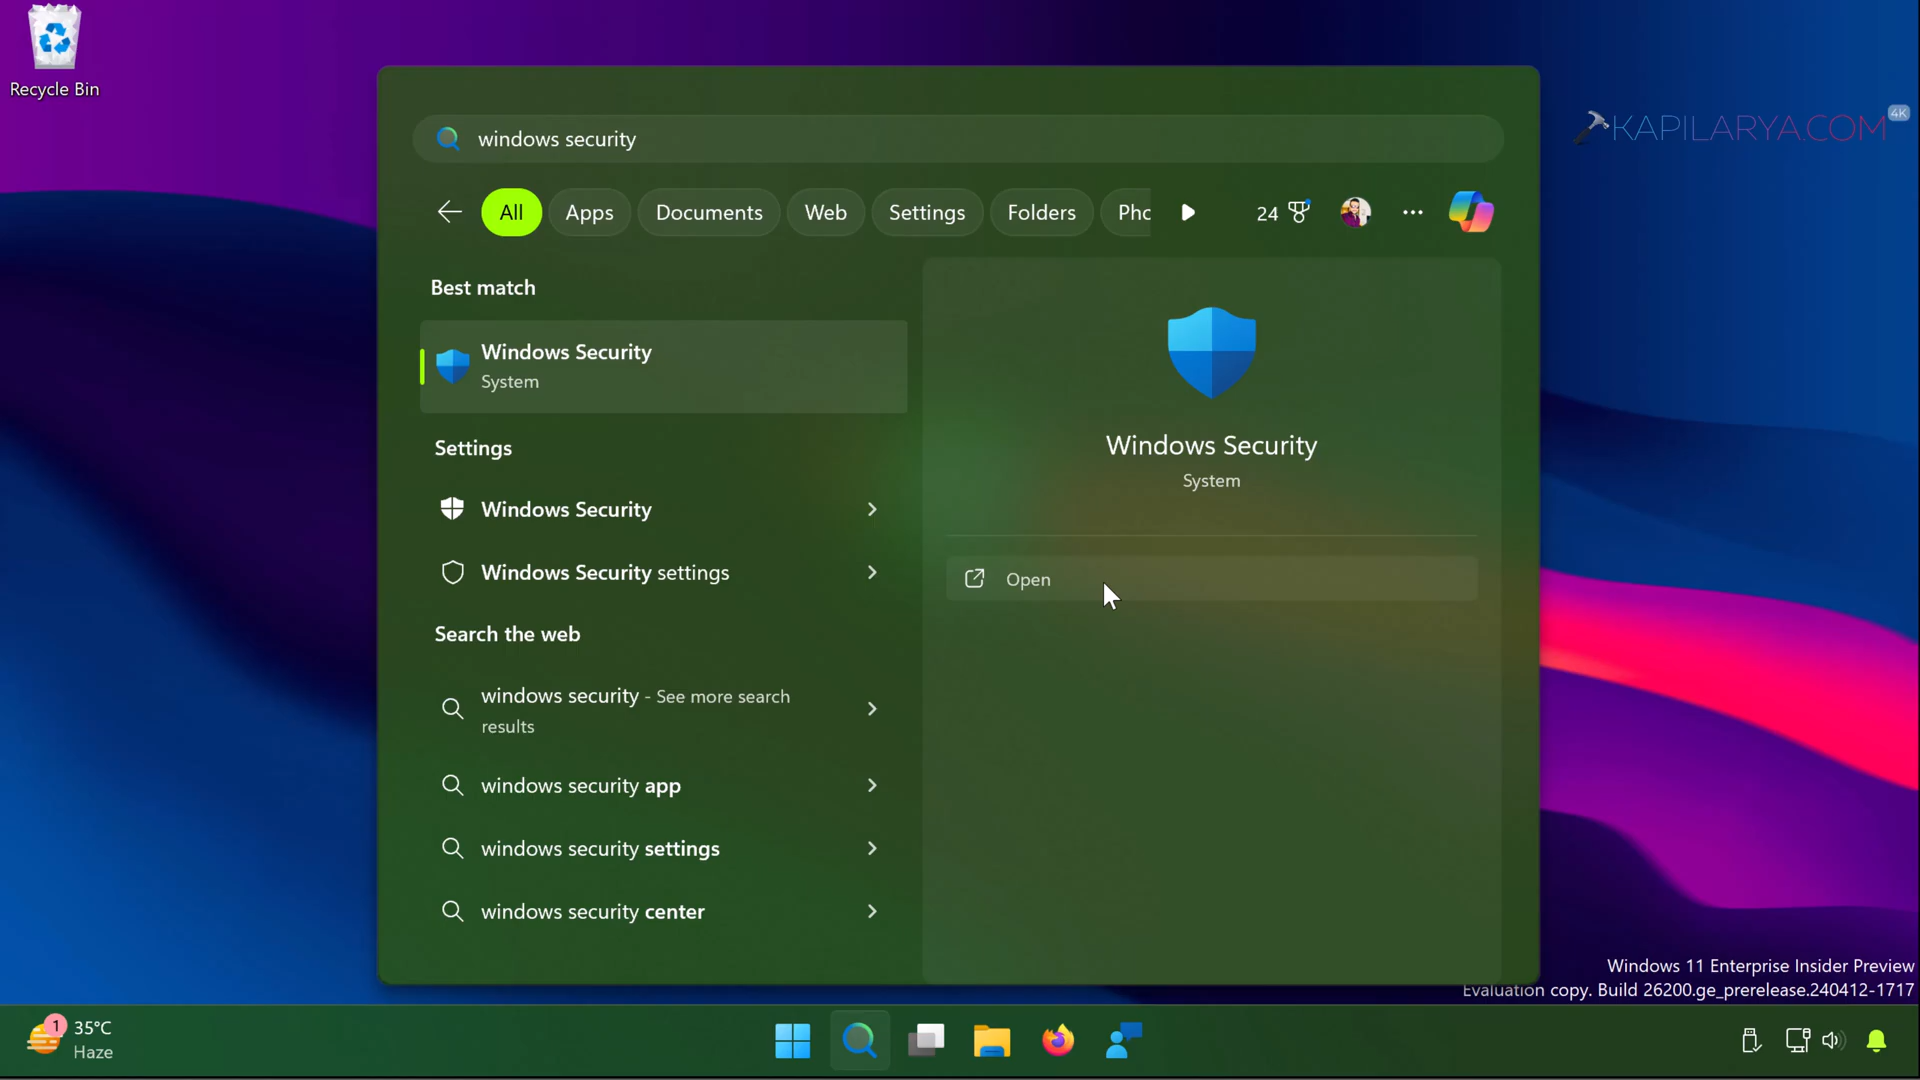 Recycle Bin
KAPILARYA.COM
4K
windows security
All
Apps
Documents
Web
Settings
Folders
Phc
24
Best match
Windows Security
System
Settings
Windows Security
Windows Security settings
Search the web
windows security - See more search
results
windows security app
windows security settings
windows security center
Windows Security
System
Open
Windows 11 Enterprise Insider Preview
Evaluation copy. Build 26200.ge_prerelease.240412-1717
1
35°C
Haze